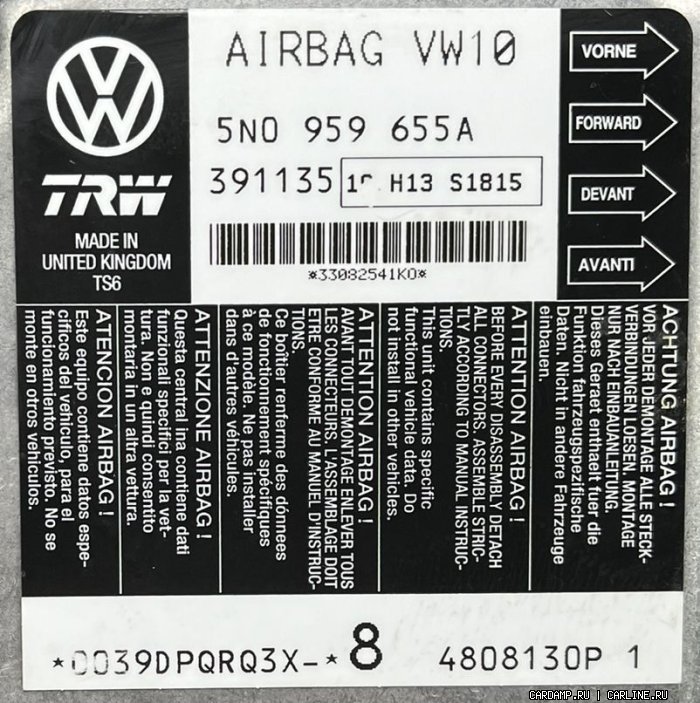 AIRBAG VW10
5N0 959 655A
391135
H13 S1815
*33082541KO*
VW
TRW
MADE IN
UNITED KINGDOM
TS6
VORNE
FORWARD
DEVANT
AVANTI
ACHTUNG AIRBAG !
VOR JEDER DEMONTAGE ALLE STECK-
VERBINDUNGEN LOESEN, MONTAGE
NUR NACH EINBAUANLEITUNG.
Dieses Geraet enthaelt fuer die
Funktion fahrzeugspezifische
Daten. Nicht in andere Fahrzeuge
einbauen.
ATTENTION AIRBAG !
BEFORE EVERY DISASSEMBLY DETACH
ALL CONNECTORS, ASSEMBLE STRIC-
TLY ACCORDING TO MANUAL INSTRUC-
TIONS.
This unit contains specific
functional vehicle data. Do
not install in other vehicles.
ATTENTION AIRBAG !
AVANT TOUT DEMONTAGE ENLEVER TOUS
LES CONNECTEURS, L'ASSEMBLAGE DOIT
ETRE CONFORME AU MANUEL D'INSTRUC-
TIONS.
Ce boîtier renferme des données
de fonctionnement spécifiques
à ce modèle. Ne pas installer
dans d'autres véhicules.
ATTENZIONE AIRBAG !
Questa central ina contiene dati
funzionali specifici per la vet-
tura. Non e quindi consentito
montaria in un altra vettura.
ATENCION AIRBAG !
Este equipo contiene datos espe-
cificos del vehículo, para el
funcionamiento previsto. No se
monte en otros vehículos.
*0039DPQRQ3X-*8
4808130P 1
CARDAMP.RU | CARLINE.RU